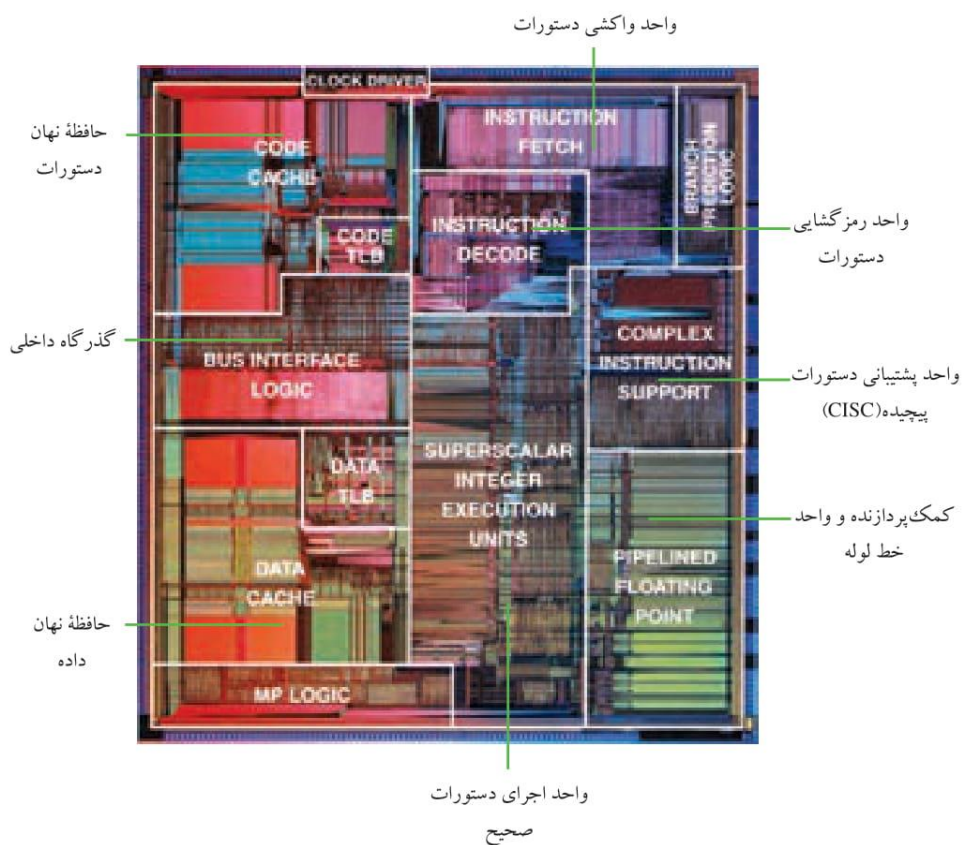 واحد واکشی دستورات
CLOCK DRIVER
حافظهٔ نهان
دستورات
CODE
CACHE
INSTRUCTION
FETCH
BRANCH
PREDICTION
LOGIC
CODE
TLB
INSTRUCTION
DECODE
واحد رمزگشایی
دستورات
گذرگاه داخلی
BUS INTERFACE
LOGIC
COMPLEX
INSTRUCTION
SUPPORT
واحد پشتیبانی دستورات
پیچیده(CISC)
DATA
TLB
SUPERSCALAR
INTEGER
EXECUTION
UNITS
کمک‌پردازنده و واحد
خط لوله
DATA
CACHE
PIPELINED
FLOATING
POINT
حافظهٔ نهان
داده
MP LOGIC
واحد اجرای دستورات
صحیح